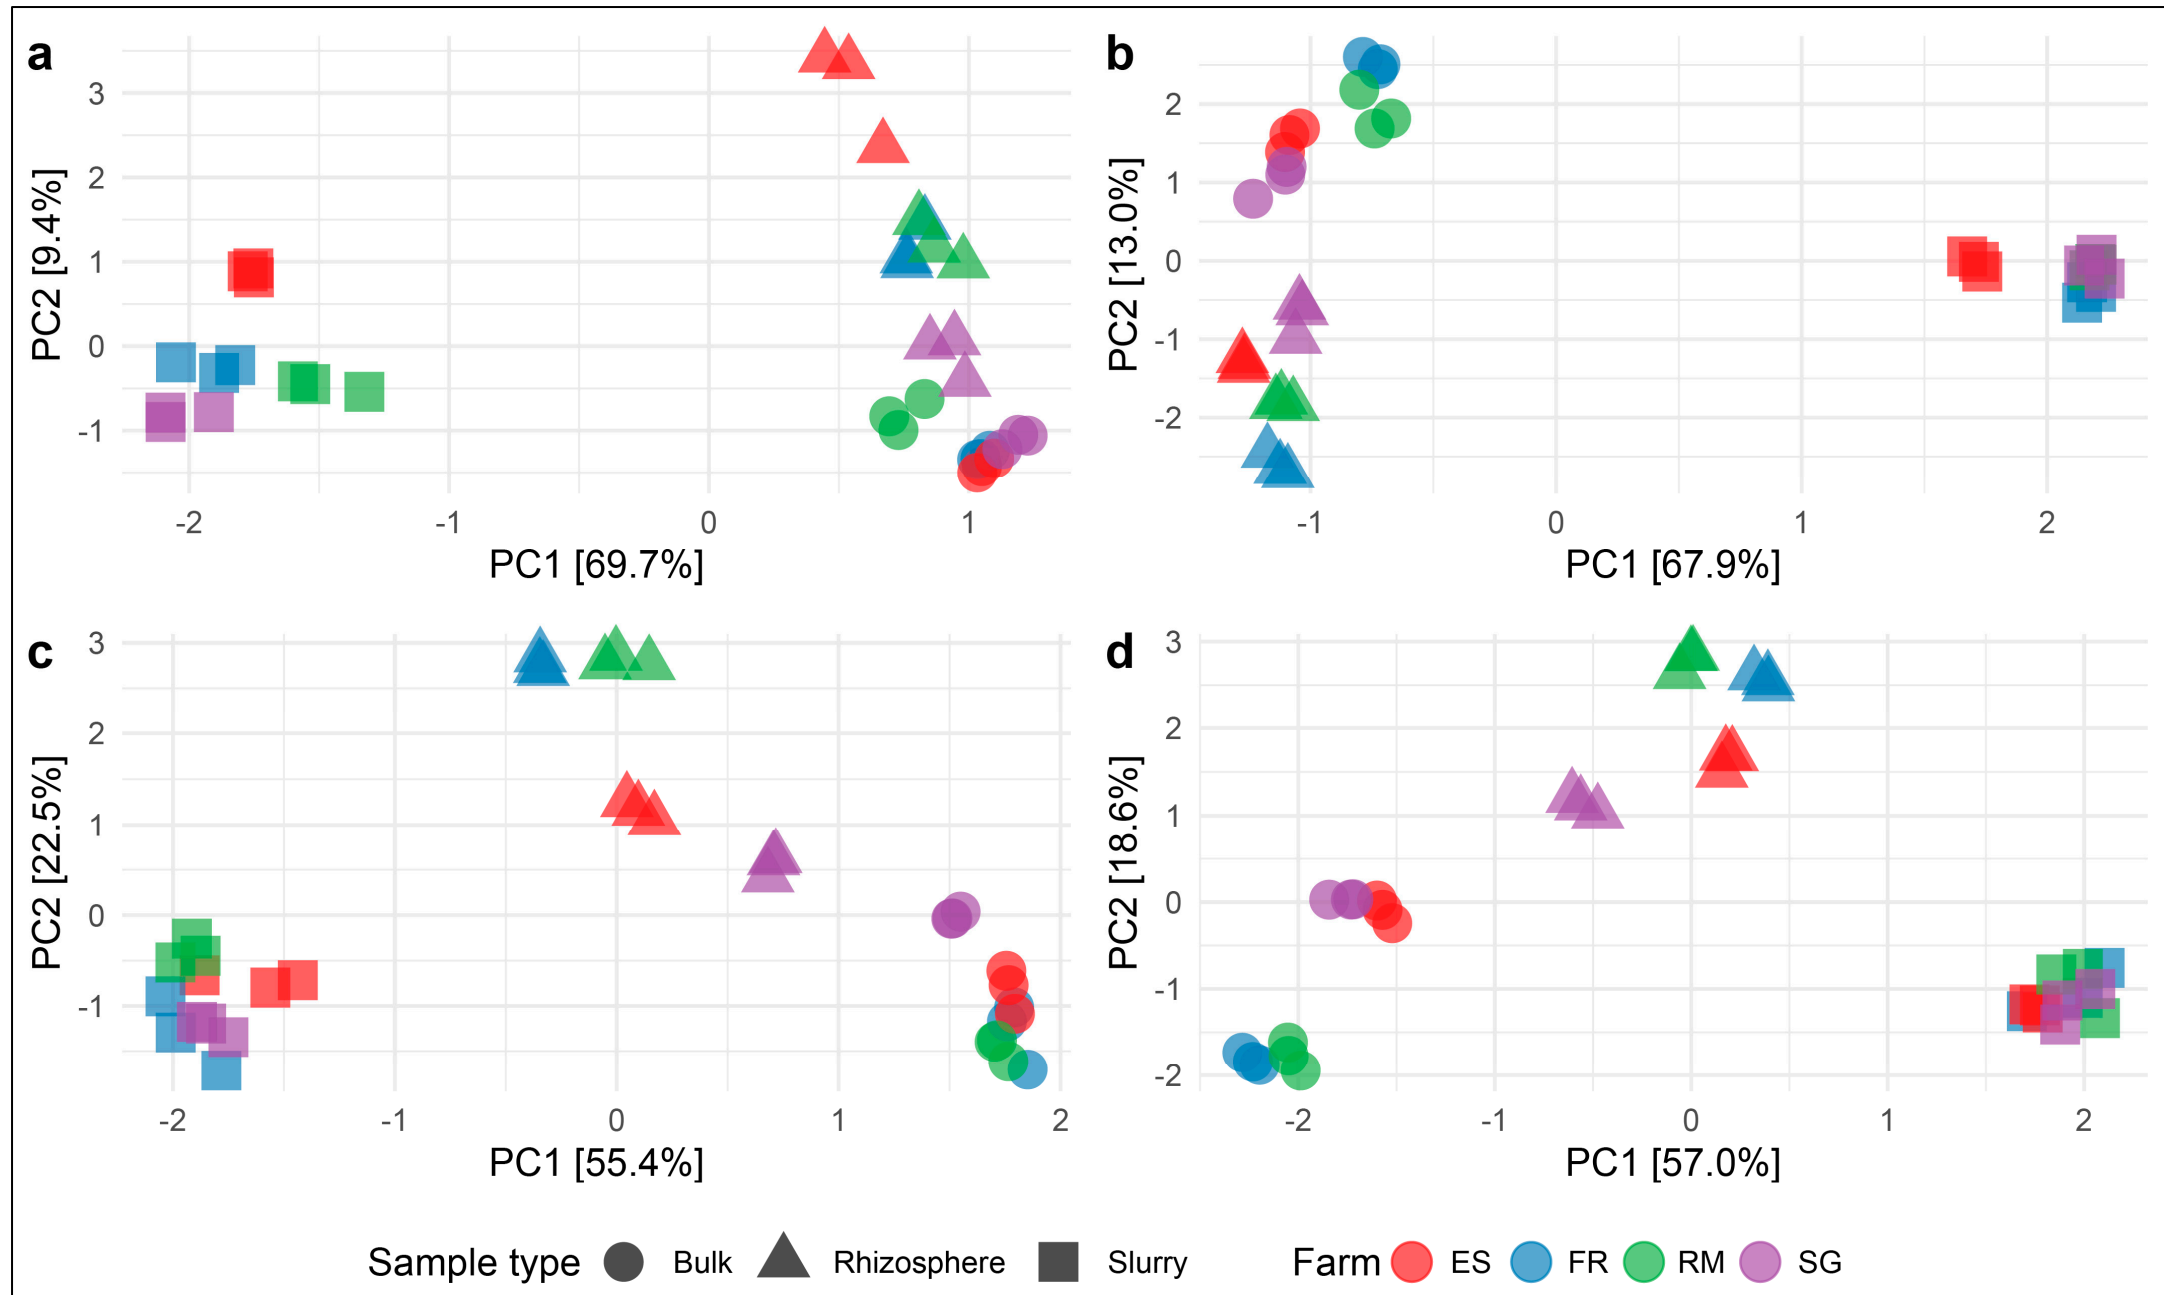 a
3
2
1
0
-1
PC2 [9.4%]
-2 -1 0 1
PC1 [69.7%]
b
2
1
0
-1
-2
PC2 [13.0%]
-1 0 1 2
PC1 [67.9%]
c
3
2
1
0
-1
PC2 [22.5%]
-2 -1 0 1 2
PC1 [55.4%]
d
3
2
1
0
-1
-2
PC2 [18.6%]
-2 -1 0 1 2
PC1 [57.0%]
Sample type Bulk Rhizosphere Slurry Farm ES FR RM SG